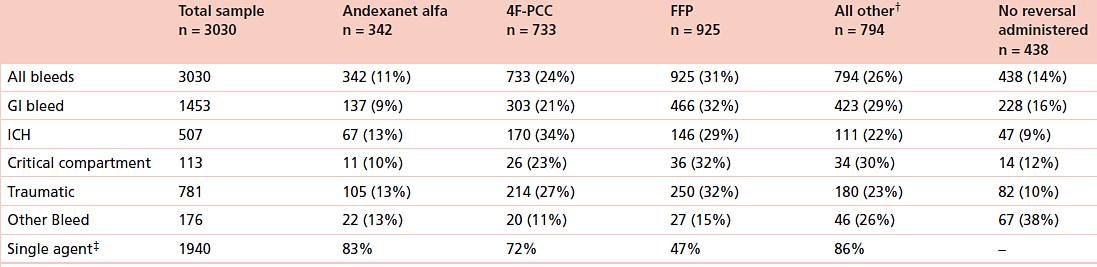 Total sample Andexanet alfa 4F-PCC FFP All other† No reversal
n = 3030 n = 342 n = 733 n = 925 n = 794 administered
n = 438
All bleeds 3030 342 (11%) 733 (24%) 925 (31%) 794 (26%) 438 (14%)
GI bleed 1453 137 (9%) 303 (21%) 466 (32%) 423 (29%) 228 (16%)
ICH 507 67 (13%) 170 (34%) 146 (29%) 111 (22%) 47 (9%)
Critical compartment 113 11 (10%) 26 (23%) 36 (32%) 34 (30%) 14 (12%)
Traumatic 781 105 (13%) 214 (27%) 250 (32%) 180 (23%) 82 (10%)
Other Bleed 176 22 (13%) 20 (11%) 27 (15%) 46 (26%) 67 (38%)
Single agent‡ 1940 83% 72% 47% 86% –